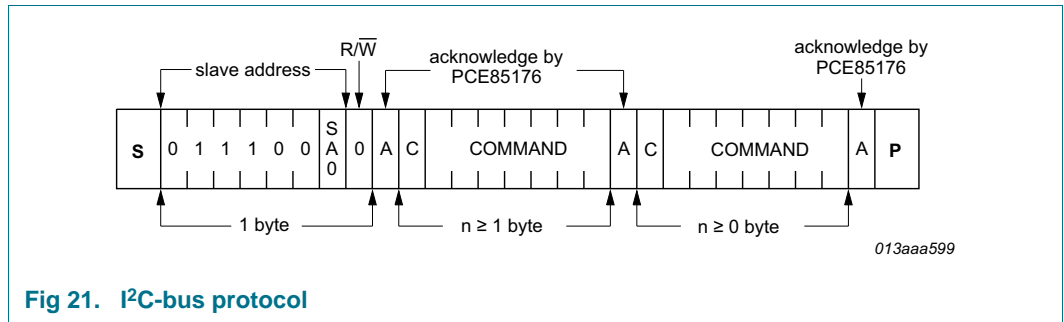 R/W̅
slave address
acknowledge by
PCE85176
acknowledge by
PCE85176
S 0 1 1 1 0 0 SA0 0 A C COMMAND A C COMMAND A P
1 byte
n ≥ 1 byte
n ≥ 0 byte
013aaa599
Fig 21. I²C-bus protocol